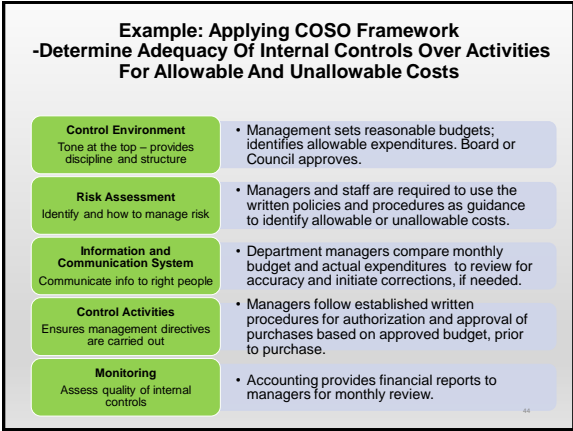 Example: Applying COSO Framework
-Determine Adequacy Of Internal Controls Over Activities
For Allowable And Unallowable Costs
Control Environment
Tone at the top – provides
discipline and structure
• Management sets reasonable budgets;
identifies allowable expenditures. Board or
Council approves.
Risk Assessment
Identify and how to manage risk
• Managers and staff are required to use the
written policies and procedures as guidance
to identify allowable or unallowable costs.
Information and
Communication System
Communicate info to right people
• Department managers compare monthly
budget and actual expenditures to review for
accuracy and initiate corrections, if needed.
Control Activities
Ensures management directives
are carried out
• Managers follow established written
procedures for authorization and approval of
purchases based on approved budget, prior
to purchase.
Monitoring
Assess quality of internal
controls
• Accounting provides financial reports to
managers for monthly review.
44